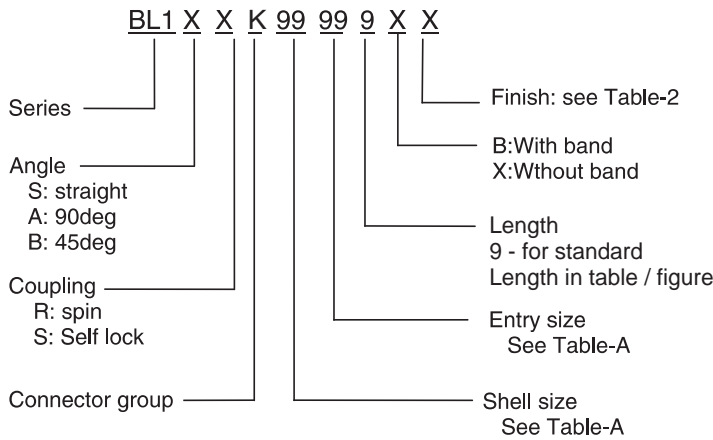 BL1 X X K 99 99 9 X X
Series
Angle
S: straight
A: 90deg
B: 45deg
Coupling
R: spin
S: Self lock
Connector group
Finish: see Table-2
B:With band
X:Wthout band
Length
9 - for standard
Length in table / figure
Entry size
See Table-A
Shell size
See Table-A